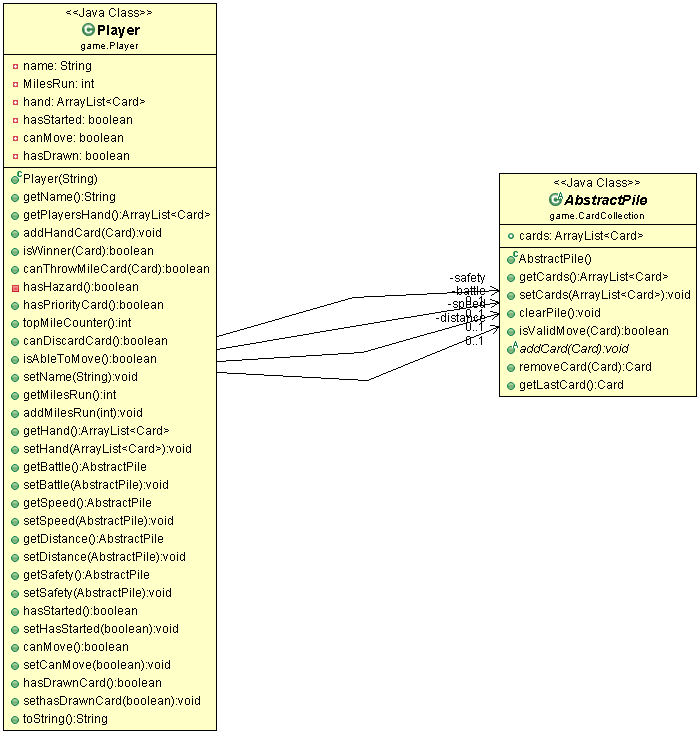 <<Java Class>>
Player
game.Player
name: String
MilesRun: int
hand: ArrayList<Card>
hasStarted: boolean
canMove: boolean
hasDrawn: boolean
Player(String)
getName():String
getPlayersHand():ArrayList<Card>
addHandCard(Card):void
isWinner(Card):boolean
canThrowMileCard(Card):boolean
hasHazard():boolean
hasPriorityCard():boolean
topMileCounter():int
canDiscardCard():boolean
isAbleToMove():boolean
setName(String):void
getMilesRun():int
addMilesRun(int):void
getHand():ArrayList<Card>
setHand(ArrayList<Card>):void
getBattle():AbstractPile
setBattle(AbstractPile):void
getSpeed():AbstractPile
setSpeed(AbstractPile):void
getDistance():AbstractPile
setDistance(AbstractPile):void
getSafety():AbstractPile
setSafety(AbstractPile):void
hasStarted():boolean
setHasStarted(boolean):void
canMove():boolean
setCanMove(boolean):void
hasDrawnCard():boolean
sethasDrawnCard(boolean):void
toString():String
-safety
-battle
0..1
-speed
0..1
-distance
0..1
0..1
<<Java Class>>
AbstractPile
game.CardCollection
cards: ArrayList<Card>
AbstractPile()
getCards():ArrayList<Card>
setCards(ArrayList<Card>):void
clearPile():void
isValidMove(Card):boolean
addCard(Card):void
removeCard(Card):Card
getLastCard():Card